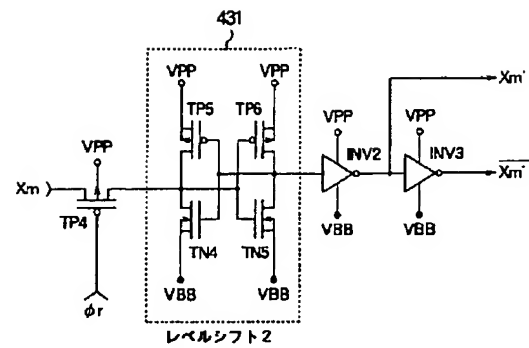 431
VPP VPP
TP5 TP6
VPP VPP VPP
INV2 INV3
Xm'
Xm
Xm'
TP4
TN4 TN5
VBB VBB
VBB VBB
φr
レベルシフト2